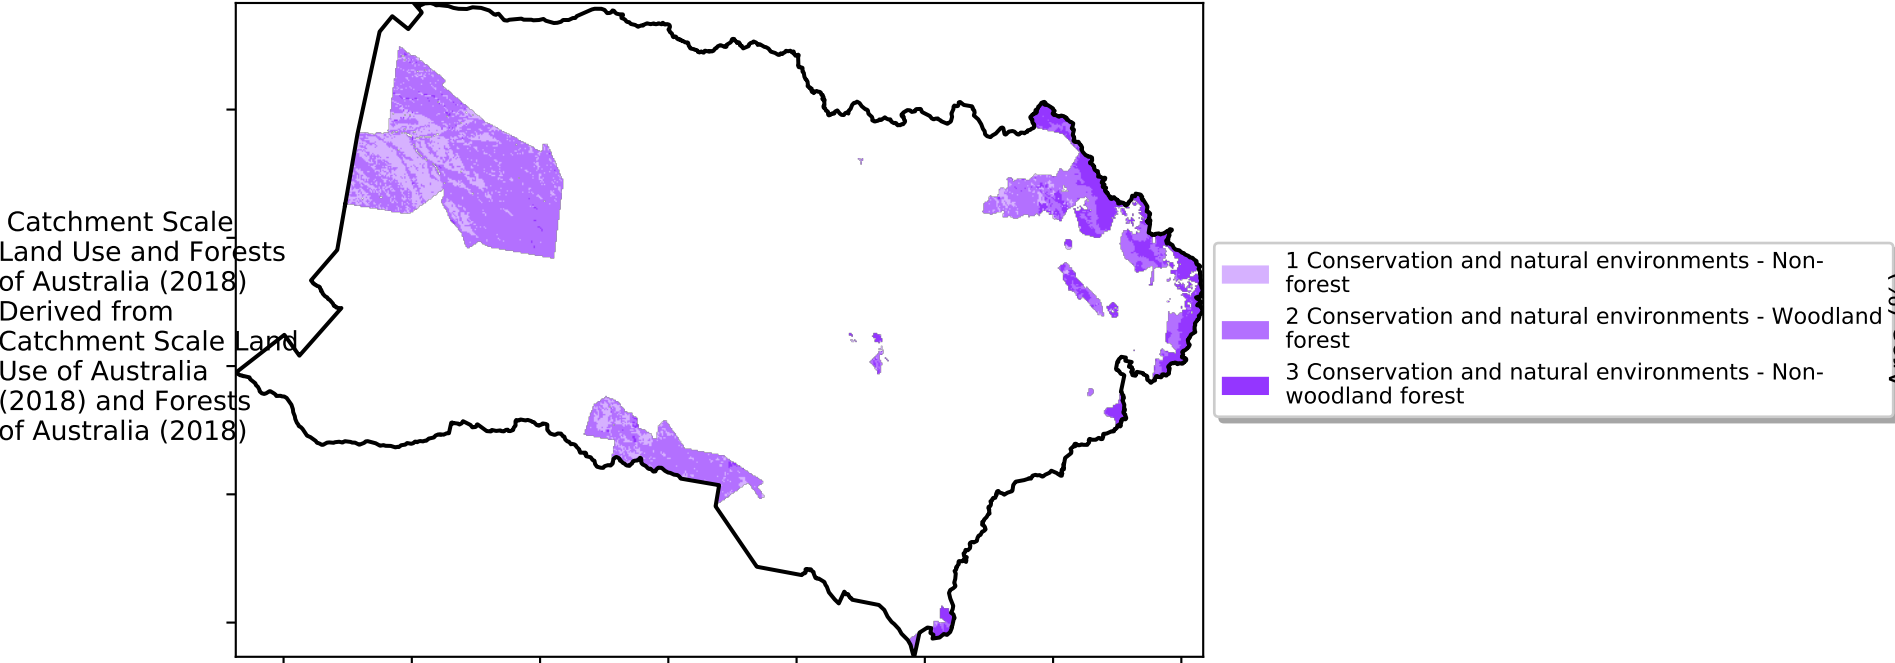 Catchment Scale
Land Use and Forests
of Australia (2018)
Derived from
Catchment Scale Land
Use of Australia
(2018) and Forests
of Australia (2018)
1 Conservation and natural environments - Non-
forest
2 Conservation and natural environments - Woodland
forest
3 Conservation and natural environments - Non-
woodland forest